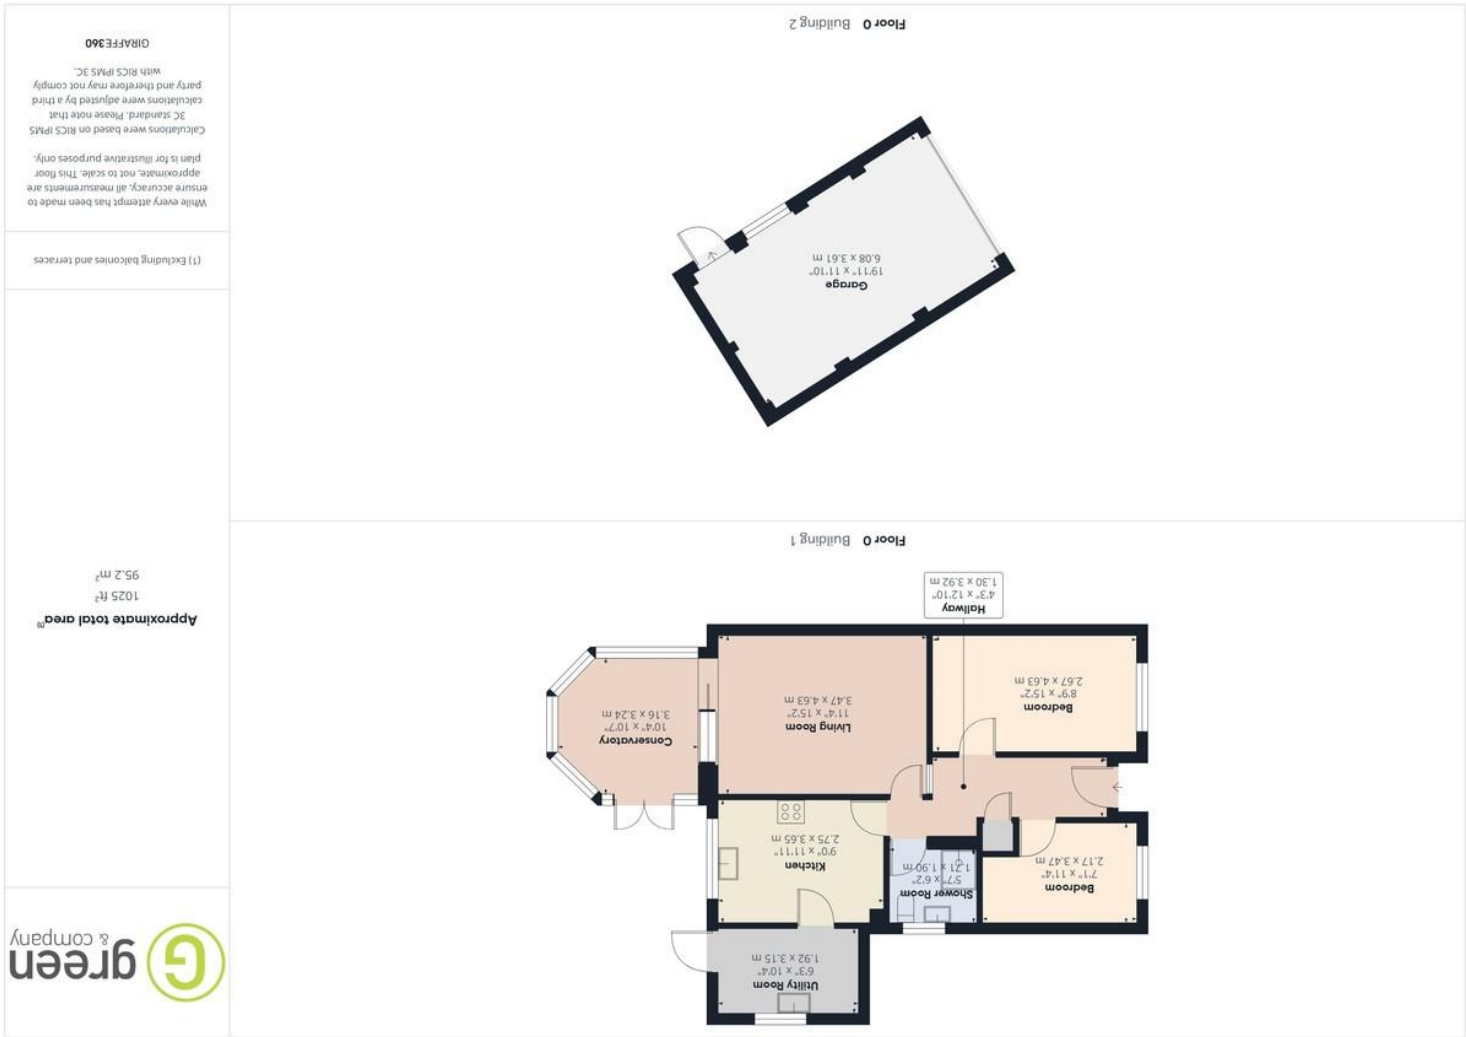 green
& company
Approximate total area(1)
1025 ft²
95.2 m²
(1) Excluding balconies and terraces
While every attempt has been made to
ensure accuracy, all measurements are
approximate, not to scale. This floor
plan is for illustrative purposes only.
Calculations were based on RICS IPMS
3C standard. Please note that
calculations were adjusted by a third
party and therefore may not comply
with RICS IPMS 3C.
GIRAFFE360
Utility Room
6'3" x 10'4"
1.92 x 3.15 m
Bedroom
7'1" x 11'4"
2.17 x 3.47 m
Shower Room
5'7" x 6'2"
1.71 x 1.90 m
Kitchen
9'0" x 11'11"
2.75 x 3.65 m
Conservatory
10'4" x 10'7"
3.16 x 3.24 m
Living Room
11'4" x 15'2"
3.47 x 4.63 m
Bedroom
8'9" x 15'2"
2.67 x 4.63 m
Hallway
4'3" x 12'10"
1.30 x 3.92 m
Floor 0 Building 1
Garage
19'11" x 11'10"
6.08 x 3.61 m
Floor 0 Building 2